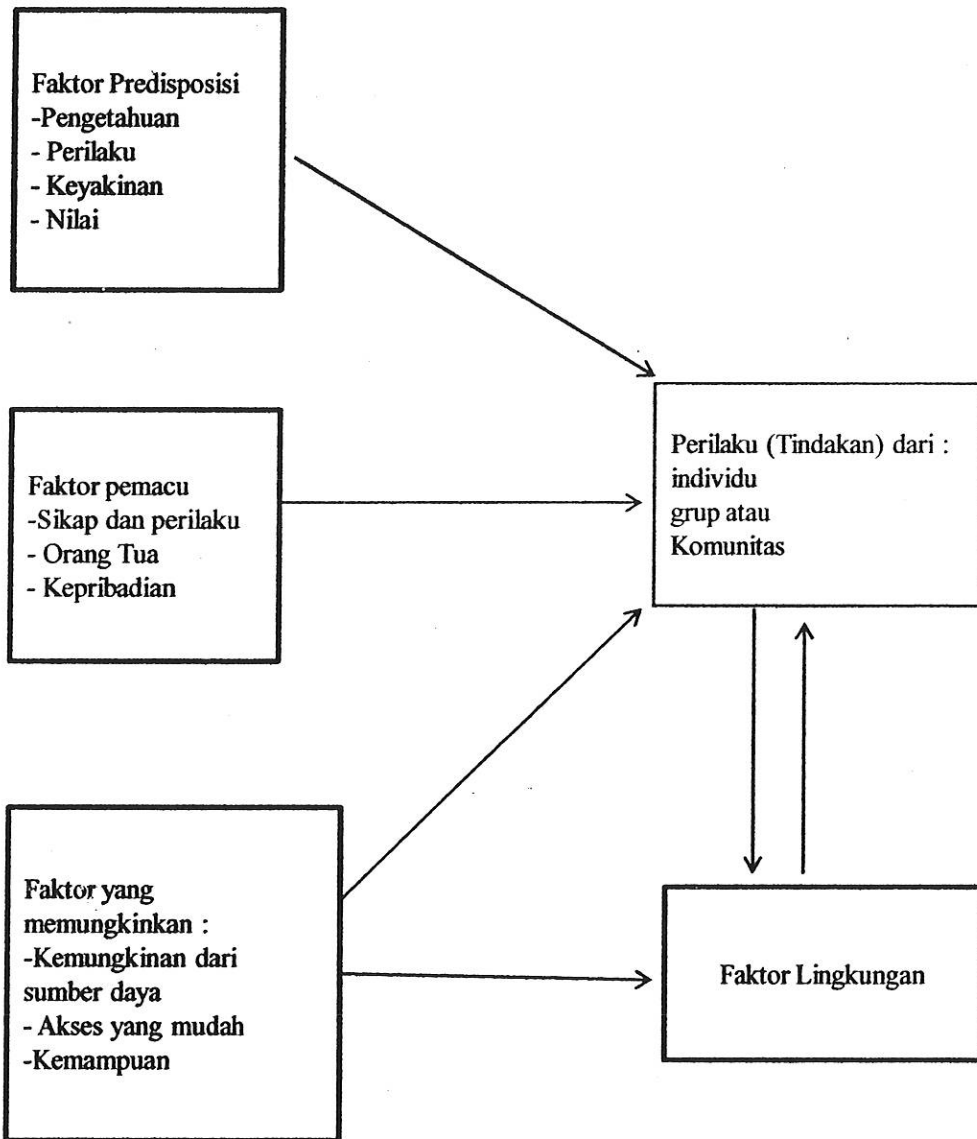 Faktor Predisposisi
-Pengetahuan
- Perilaku
- Keyakinan
- Nilai
Faktor pemacu
-Sikap dan perilaku
- Orang Tua
- Kepribadian
Faktor yang
memungkinkan :
-Kemungkinan dari
sumber daya
- Akses yang mudah
-Kemampuan
Perilaku (Tindakan) dari :
individu
grup atau
Komunitas
Faktor Lingkungan